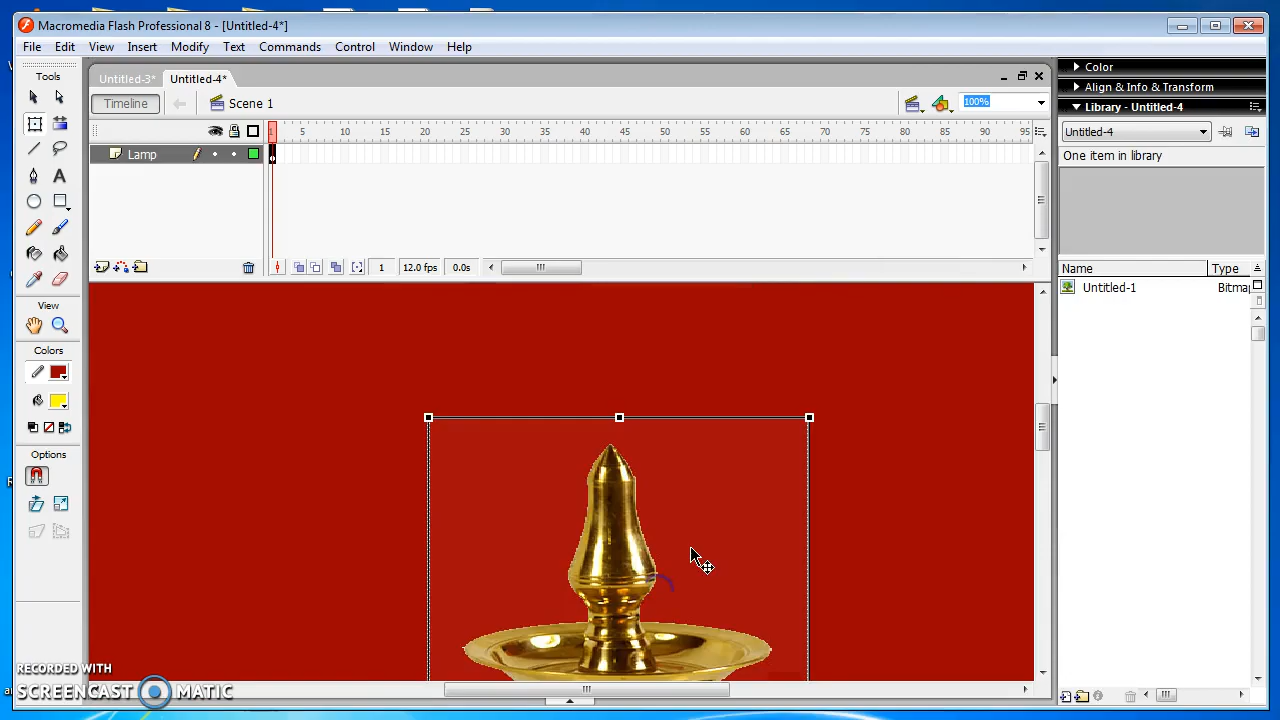 Macromedia Flash Professional 8 - [Untitled-4*]
File Edit View Insert Modify Text Commands Control Window Help
Tools
Untitled-3* Untitled-4*
Timeline Scene 1 100%
1 5 10 15 20 25 30 35 40 45 50 55 60 65 70 75 80 85 90 95
Lamp
1 12.0 fps 0.0s
View
Colors
Options
Color
Align & Info & Transform
Library - Untitled-4
Untitled-4
One item in library
Name Type
Untitled-1 Bitma
RECORDED WITH
SCREENCAST MATIC